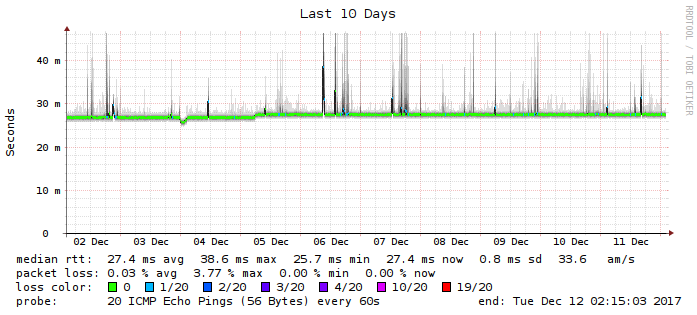 Last 10 Days
RRDTOOL / TOBI OETIKER
Seconds
40 m
30 m
20 m
10 m
0
02 Dec 03 Dec 04 Dec 05 Dec 06 Dec 07 Dec 08 Dec 09 Dec 10 Dec 11 Dec
median rtt: 27.4 ms avg 38.6 ms max 25.7 ms min 27.4 ms now 0.8 ms sd 33.6 am/s
packet loss: 0.03 % avg 3.77 % max 0.00 % min 0.00 % now
loss color: 0 1/20 2/20 3/20 4/20 10/20 19/20
probe: 20 ICMP Echo Pings (56 Bytes) every 60s end: Tue Dec 12 02:15:03 2017